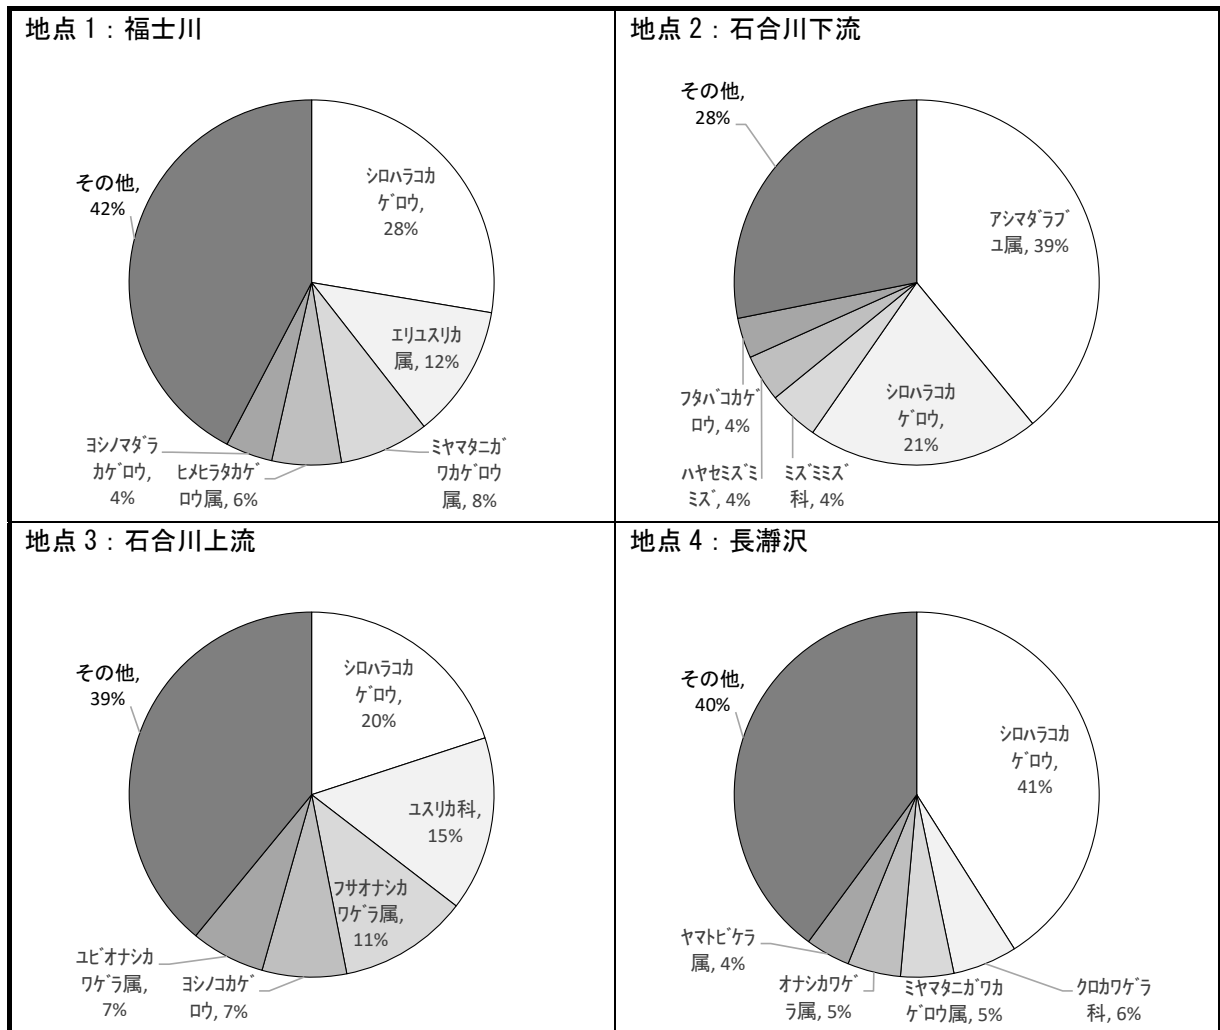 地点 1：福士川
シロハラコカ
ゲロウ,
28%
エリユスリカ
属, 12%
ミヤマタニガ
ワカゲロウ
属, 8%
ヒメヒラタカゲ
ロウ属, 6%
ヨシノマダラ
カゲロウ,
4%
その他,
42%
地点 2：石合川下流
アシマダラブ
ユ属, 39%
シロハラコカ
ゲロウ,
21%
ミズミミズ
科, 4%
ハヤセミズミ
ミズ, 4%
フタバコカゲ
ロウ, 4%
その他,
28%
地点 3：石合川上流
シロハラコカ
ゲロウ,
20%
ユスリカ科,
15%
フサオナシカ
ワゲラ属,
11%
ヨシノコカゲ
ロウ, 7%
ユビオナシカ
ワゲラ属,
7%
その他,
39%
地点 4：長瀞沢
シロハラコカ
ゲロウ,
41%
クロカワゲラ
科, 6%
ミヤマタニガワカ
ゲロウ属, 5%
オナシカワゲ
ラ属, 5%
ヤマトビケラ
属, 4%
その他,
40%